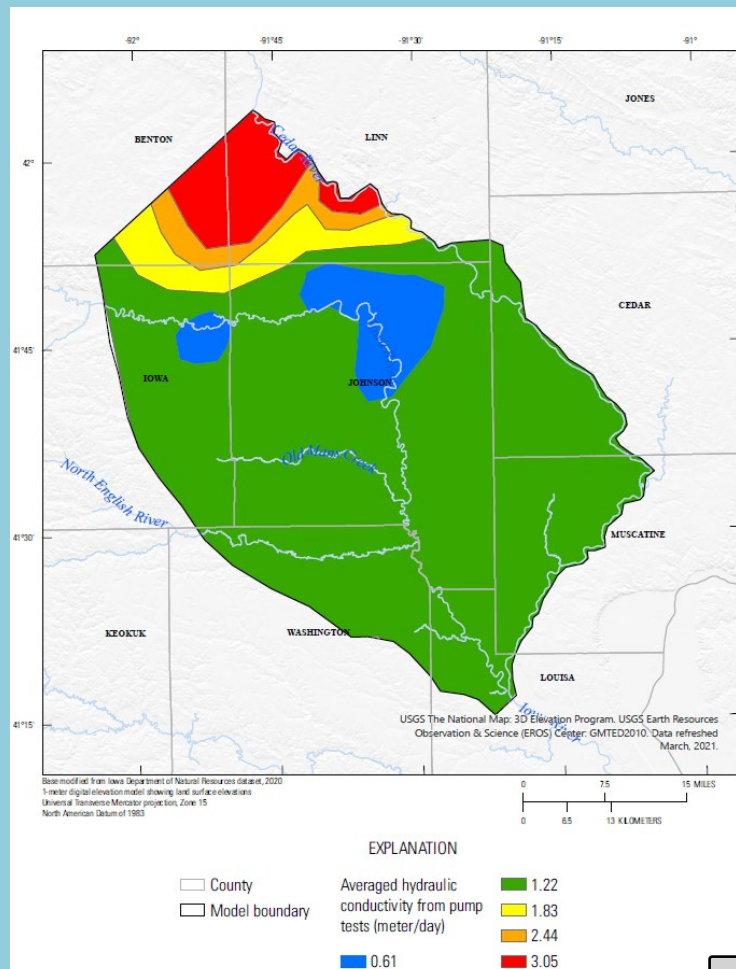 -92°
-91°45'
-91°30'
-91°15'
-91°
JONES
BENTON
LINN
Cedar River
42°
CEDAR
41°45'
IOWA
JOHNSON
Old Mans Creek
North English River
41°30'
MUSCATINE
KEOKUK
WASHINGTON
LOUISA
Iowa River
41°15'
USGS The National Map: 3D Elevation Program. USGS Earth Resources
Observation & Science (EROS) Center: GMTED2010. Data refreshed
March, 2021.
Base modified from Iowa Department of Natural Resources dataset, 2020
1-meter digital elevation model showing land surface elevations
Universal Transverse Mercator projection, Zone 15
North American Datum of 1983
0 7.5 15 MILES
0 6.5 13 KILOMETERS
EXPLANATION
County
Model boundary
Averaged hydraulic
conductivity from pump
tests (meter/day)
0.61
1.22
1.83
2.44
3.05